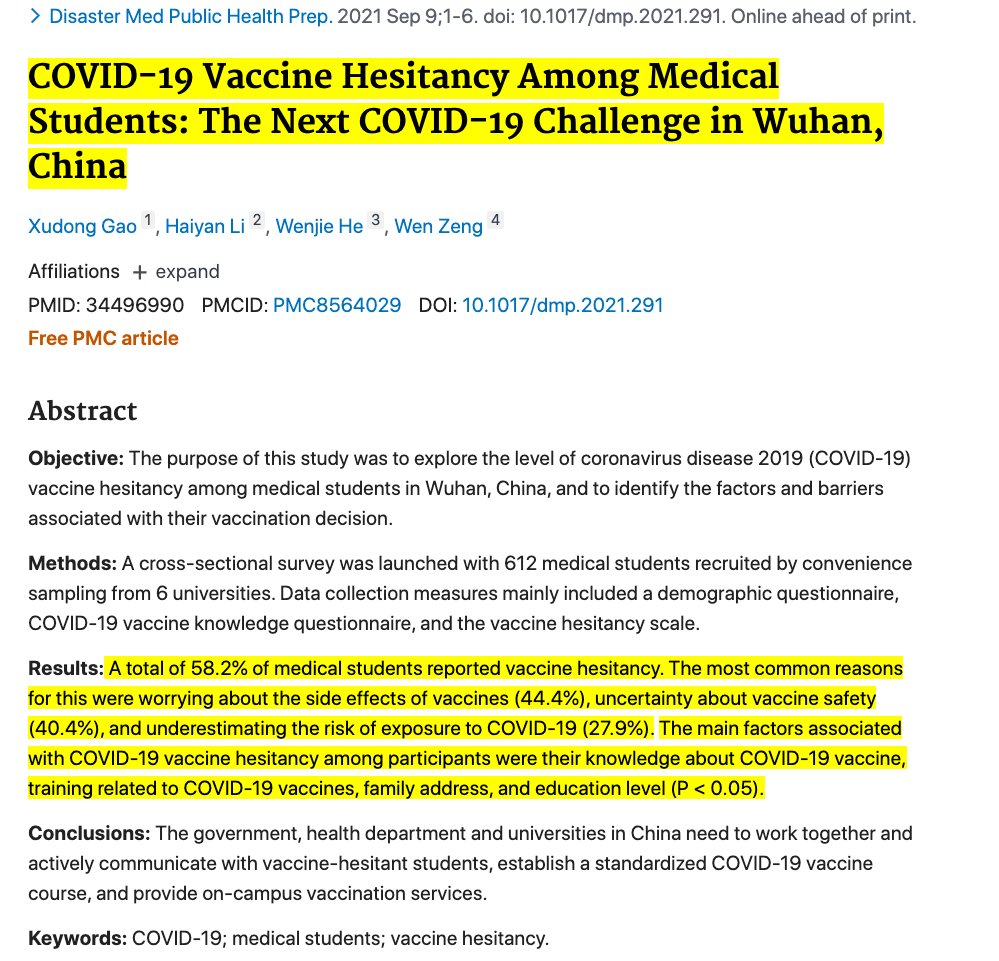 > Disaster Med Public Health Prep. 2021 Sep 9;1-6. doi: 10.1017/dmp.2021.291. Online ahead of print.
COVID-19 Vaccine Hesitancy Among Medical
Students: The Next COVID-19 Challenge in Wuhan,
China
Xudong Gao 1, Haiyan Li 2, Wenjie He 3, Wen Zeng 4
Affiliations + expand
PMID: 34496990 PMCID: PMC8564029 DOI: 10.1017/dmp.2021.291
Free PMC article
Abstract
Objective: The purpose of this study was to explore the level of coronavirus disease 2019 (COVID-19)
vaccine hesitancy among medical students in Wuhan, China, and to identify the factors and barriers
associated with their vaccination decision.
Methods: A cross-sectional survey was launched with 612 medical students recruited by convenience
sampling from 6 universities. Data collection measures mainly included a demographic questionnaire,
COVID-19 vaccine knowledge questionnaire, and the vaccine hesitancy scale.
Results: A total of 58.2% of medical students reported vaccine hesitancy. The most common reasons
for this were worrying about the side effects of vaccines (44.4%), uncertainty about vaccine safety
(40.4%), and underestimating the risk of exposure to COVID-19 (27.9%). The main factors associated
with COVID-19 vaccine hesitancy among participants were their knowledge about COVID-19 vaccine,
training related to COVID-19 vaccines, family address, and education level (P < 0.05).
Conclusions: The government, health department and universities in China need to work together and
actively communicate with vaccine-hesitant students, establish a standardized COVID-19 vaccine
course, and provide on-campus vaccination services.
Keywords: COVID-19; medical students; vaccine hesitancy.